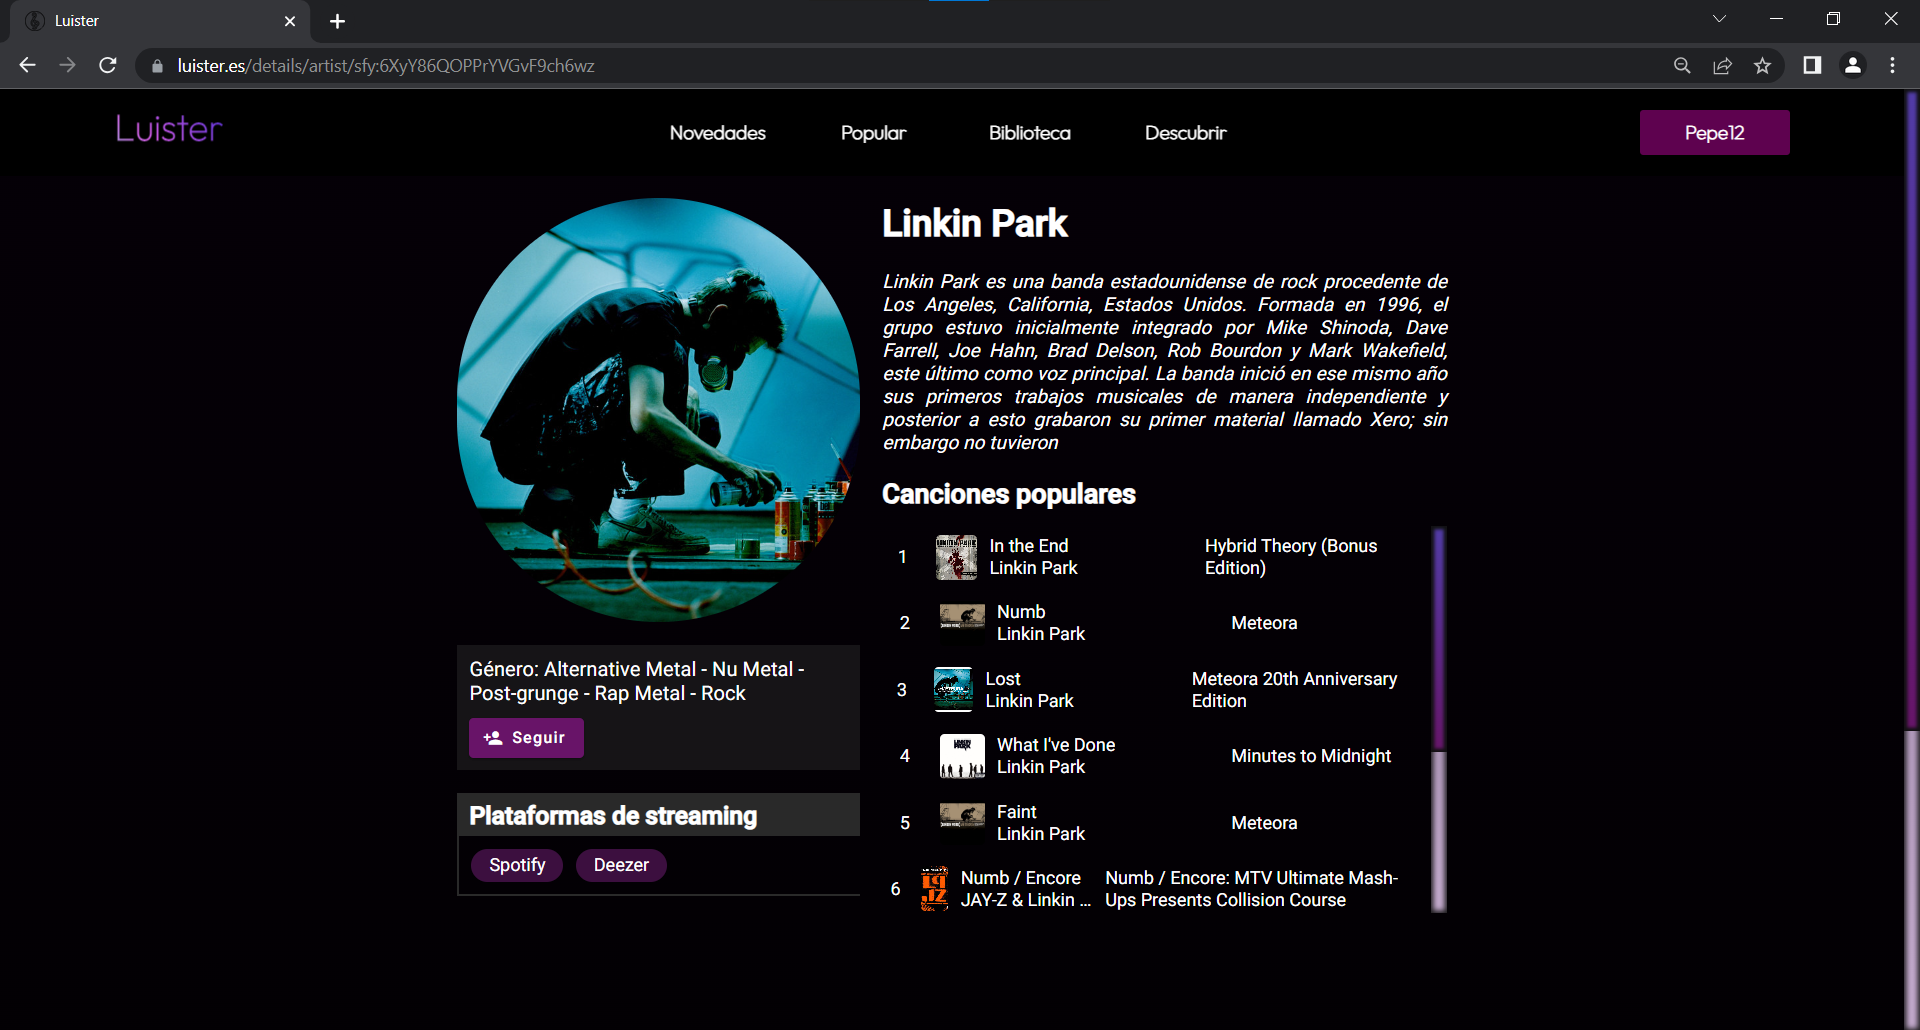 Luister
luister.es/details/artist/sfy:6XyY86QOPPrYVGvF9ch6wz
Luister
Novedades
Popular
Biblioteca
Descubrir
Pepe12
Linkin Park
Linkin Park es una banda estadounidense de rock procedente de
Los Angeles, California, Estados Unidos. Formada en 1996, el
grupo estuvo inicialmente integrado por Mike Shinoda, Dave
Farrell, Joe Hahn, Brad Delson, Rob Bourdon y Mark Wakefield,
este último como voz principal. La banda inició en ese mismo año
sus primeros trabajos musicales de manera independiente y
posterior a esto grabaron su primer material llamado Xero; sin
embargo no tuvieron
Género: Alternative Metal - Nu Metal -
Post-grunge - Rap Metal - Rock
Seguir
Plataformas de streaming
Spotify
Deezer
Canciones populares
1
In the End
Linkin Park
Hybrid Theory (Bonus
Edition)
2
Numb
Linkin Park
Meteora
3
Lost
Linkin Park
Meteora 20th Anniversary
Edition
4
What I've Done
Linkin Park
Minutes to Midnight
5
Faint
Linkin Park
Meteora
6
Numb / Encore
JAY-Z & Linkin ...
Numb / Encore: MTV Ultimate Mash-
Ups Presents Collision Course